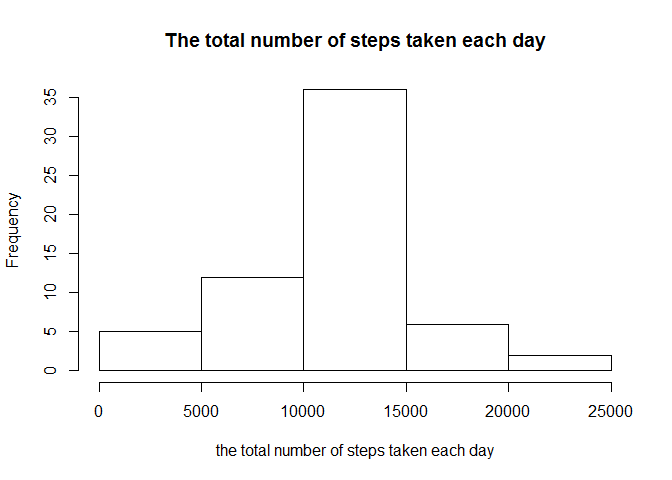 The total number of steps taken each day
Frequency
35
30
25
20
15
10
5
0
0 5000 10000 15000 20000 25000
the total number of steps taken each day